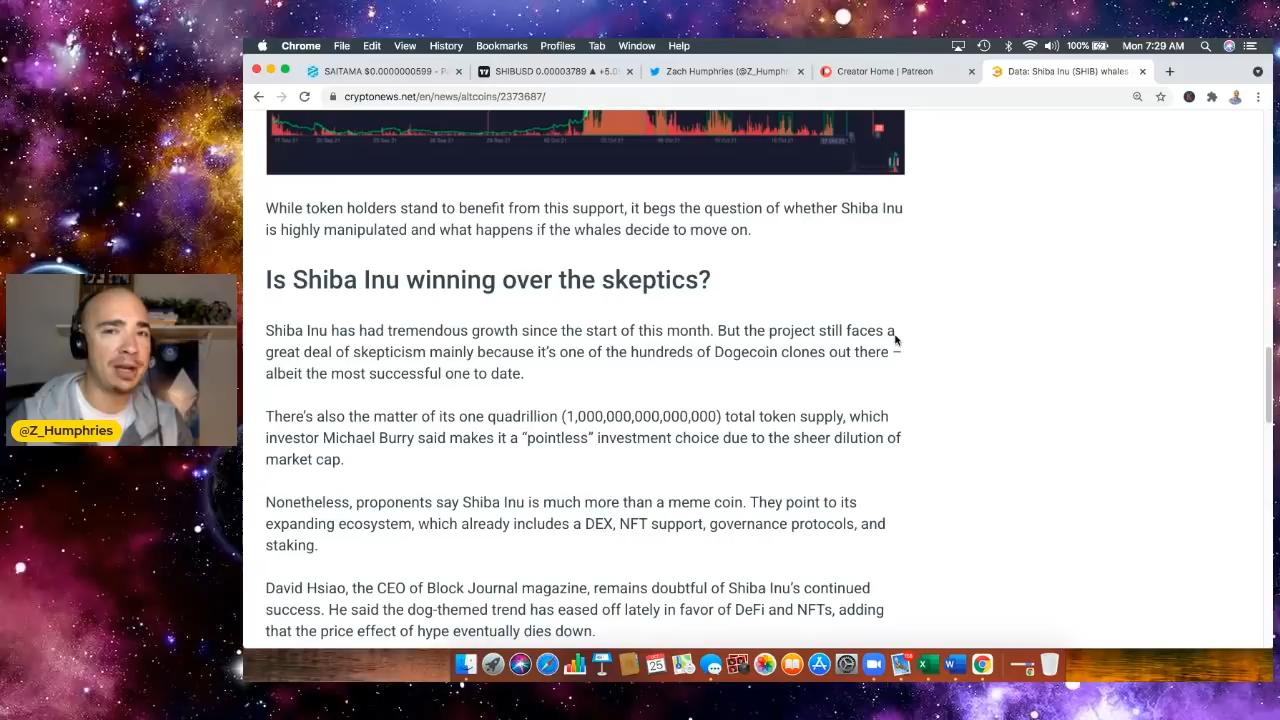 Chrome File Edit View History Bookmarks Profiles Tab Window Help 100% Mon 7:29 AM
SAITAMA $0.0000000599 - P
SHIBUSD 0.00003789 ▲ +5.0
Zach Humphries (@Z_Humph
Creator Home | Patreon
Data: Shiba Inu (SHIB) whales
cryptonews.net/en/news/altcoins/2373687/
While token holders stand to benefit from this support, it begs the question of whether Shiba Inu
is highly manipulated and what happens if the whales decide to move on.
Is Shiba Inu winning over the skeptics?
Shiba Inu has had tremendous growth since the start of this month. But the project still faces a
great deal of skepticism mainly because it’s one of the hundreds of Dogecoin clones out there –
albeit the most successful one to date.
@Z_Humphries
There’s also the matter of its one quadrillion (1,000,000,000,000,000) total token supply, which
investor Michael Burry said makes it a “pointless” investment choice due to the sheer dilution of
market cap.
Nonetheless, proponents say Shiba Inu is much more than a meme coin. They point to its
expanding ecosystem, which already includes a DEX, NFT support, governance protocols, and
staking.
David Hsiao, the CEO of Block Journal magazine, remains doubtful of Shiba Inu’s continued
success. He said the dog-themed trend has eased off lately in favor of DeFi and NFTs, adding
that the price effect of hype eventually dies down.
25